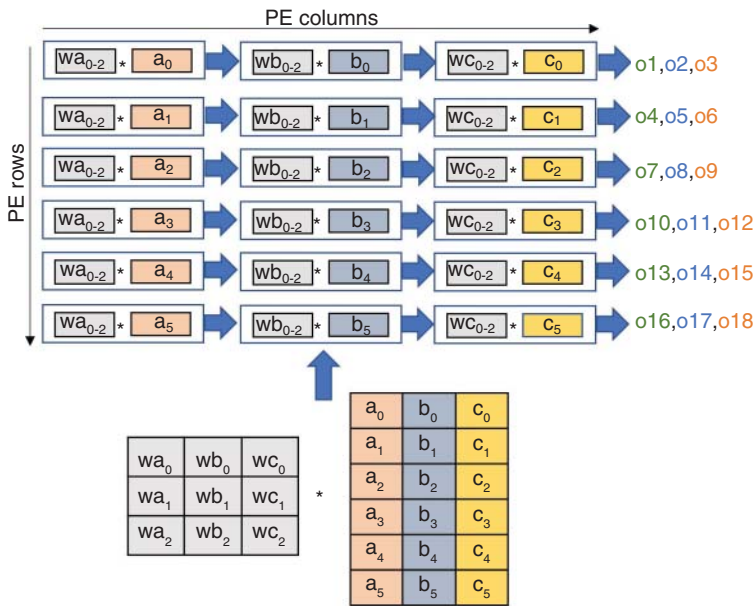 PE columns
PE rows
wa₀₋₂ * a₀ wb₀₋₂ * b₀ wc₀₋₂ * c₀ o1,o2,o3
wa₀₋₂ * a₁ wb₀₋₂ * b₁ wc₀₋₂ * c₁ o4,o5,o6
wa₀₋₂ * a₂ wb₀₋₂ * b₂ wc₀₋₂ * c₂ o7,o8,o9
wa₀₋₂ * a₃ wb₀₋₂ * b₃ wc₀₋₂ * c₃ o10,o11,o12
wa₀₋₂ * a₄ wb₀₋₂ * b₄ wc₀₋₂ * c₄ o13,o14,o15
wa₀₋₂ * a₅ wb₀₋₂ * b₅ wc₀₋₂ * c₅ o16,o17,o18
wa₀ wb₀ wc₀
wa₁ wb₁ wc₁
wa₂ wb₂ wc₂
*
a₀ b₀ c₀
a₁ b₁ c₁
a₂ b₂ c₂
a₃ b₃ c₃
a₄ b₄ c₄
a₅ b₅ c₅